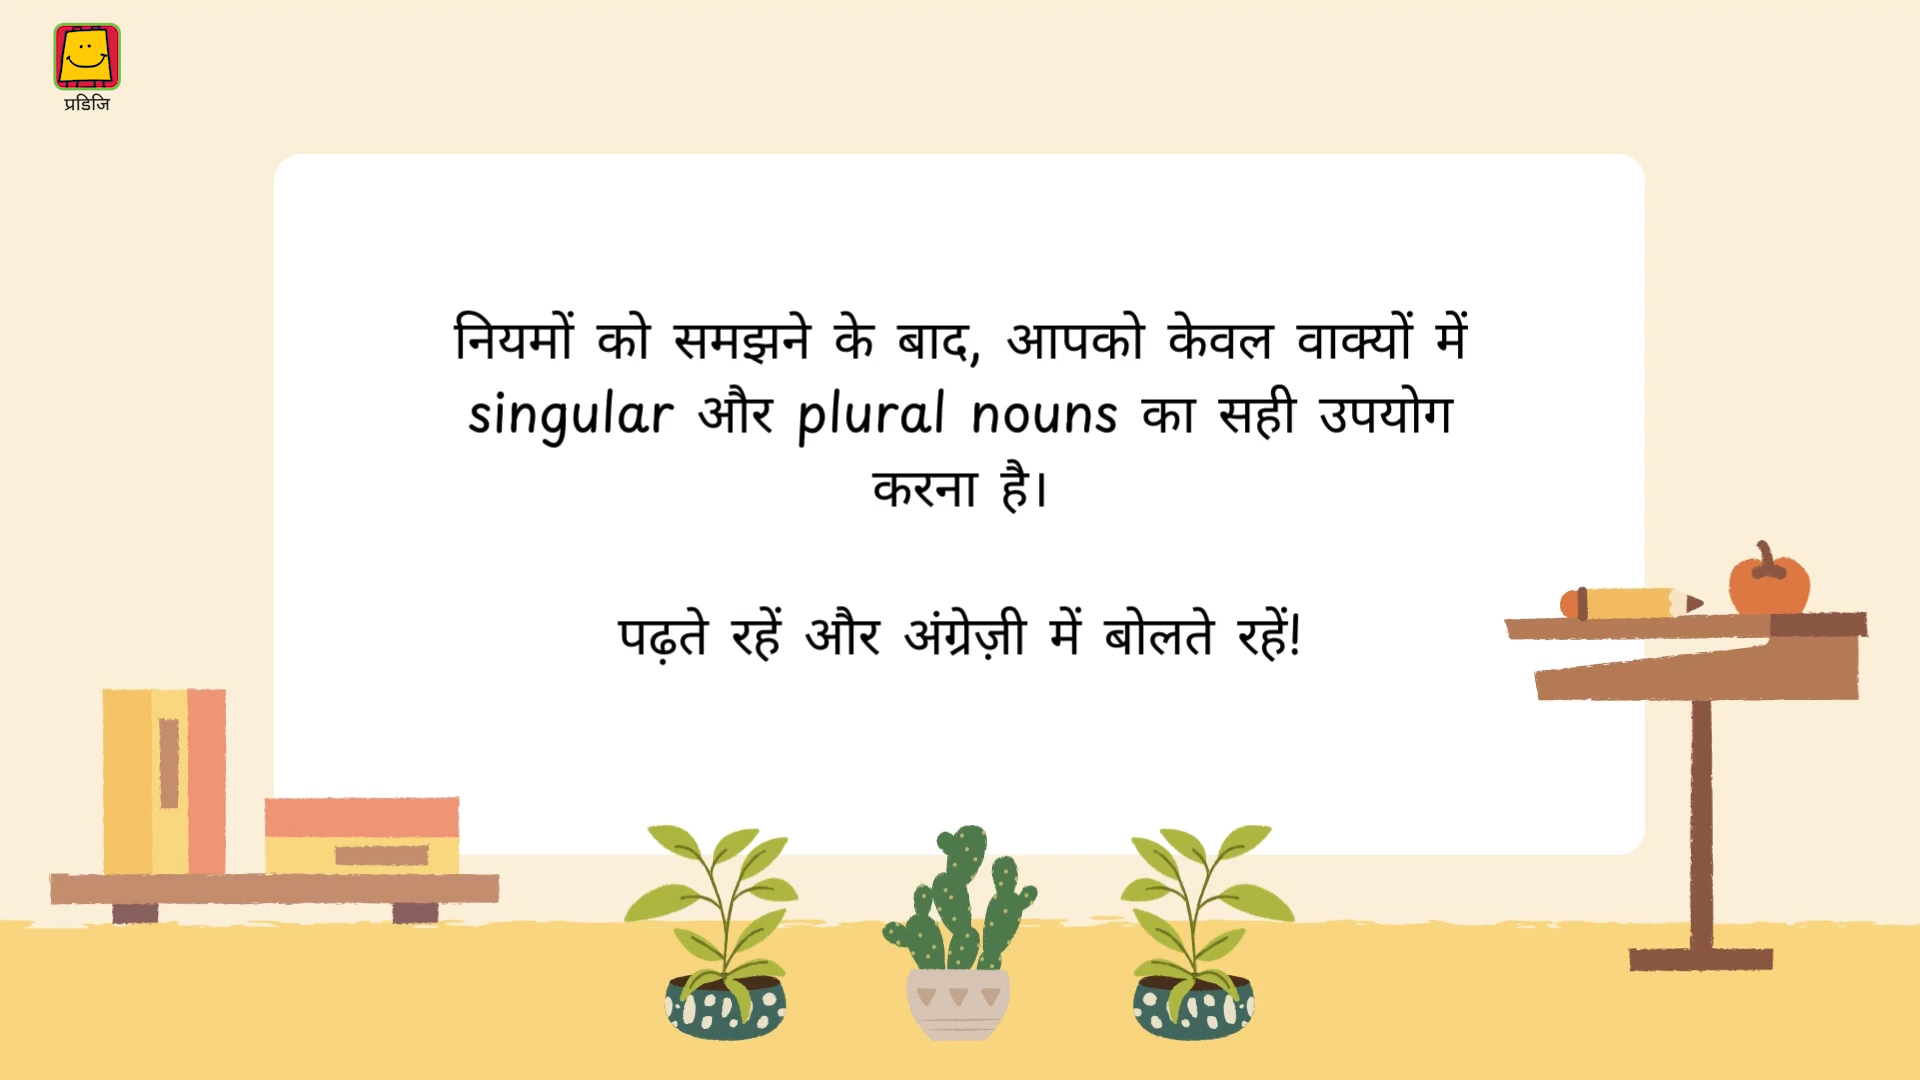 प्रडिजि
नियमों को समझने के बाद, आपको केवल वाक्यों में
singular और plural nouns का सही उपयोग
करना है।
पढ़ते रहें और अंग्रेज़ी में बोलते रहें!